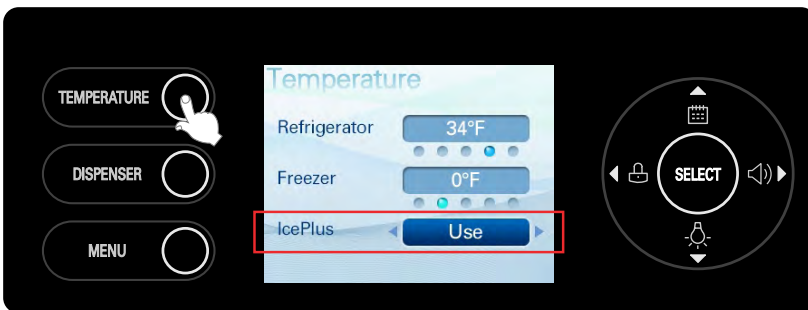 TEMPERATURE
DISPENSER
MENU
Temperature
Refrigerator 34°F
Freezer 0°F
IcePlus Use
SELECT